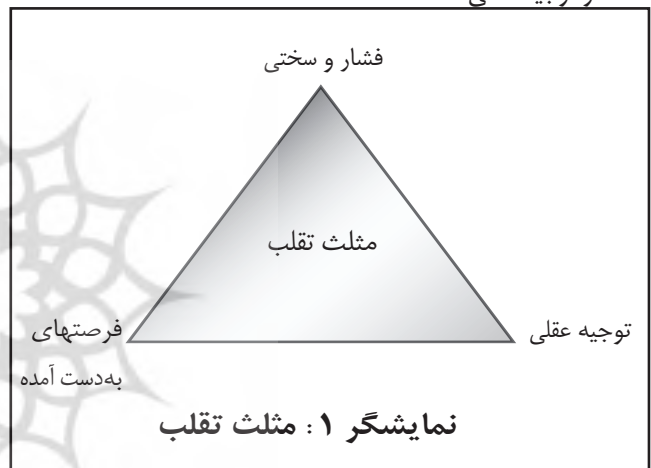 فشار و سختی
مثلث تقلب
توجیه عقلی
فرصتهای
به‌دست آمده
نمایشگر ۱: مثلث تقلب